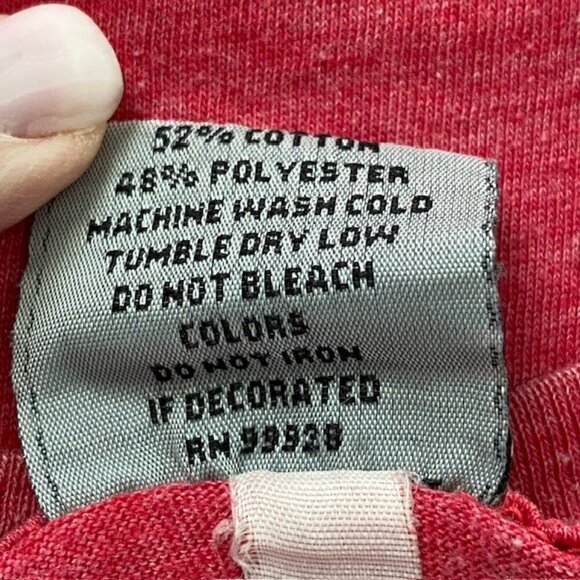 52% COTTON
48% POLYESTER
MACHINE WASH COLD
TUMBLE DRY LOW
DO NOT BLEACH
COLORS
DO NOT IRON
IF DECORATED
RN 99928